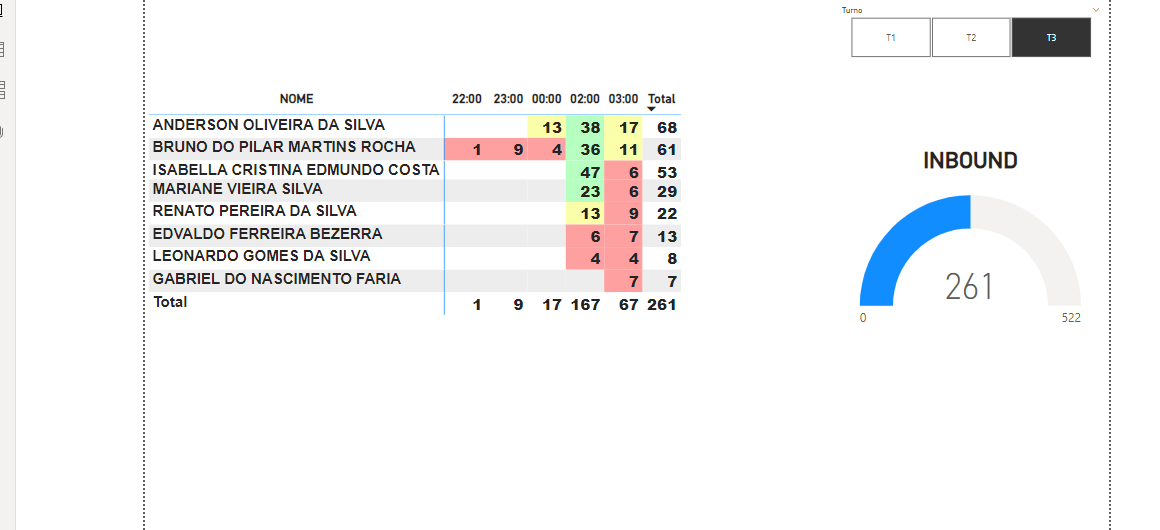 Turno
T1 T2 T3
NOME 22:00 23:00 00:00 02:00 03:00 Total
ANDERSON OLIVEIRA DA SILVA 13 38 17 68
BRUNO DO PILAR MARTINS ROCHA 1 9 4 36 11 61
ISABELLA CRISTINA EDMUNDO COSTA 47 6 53
MARIANE VIEIRA SILVA 23 6 29
RENATO PEREIRA DA SILVA 13 9 22
EDVALDO FERREIRA BEZERRA 6 7 13
LEONARDO GOMES DA SILVA 4 4 8
GABRIEL DO NASCIMENTO FARIA 7 7
Total 1 9 17 167 67 261
INBOUND
261
0 522